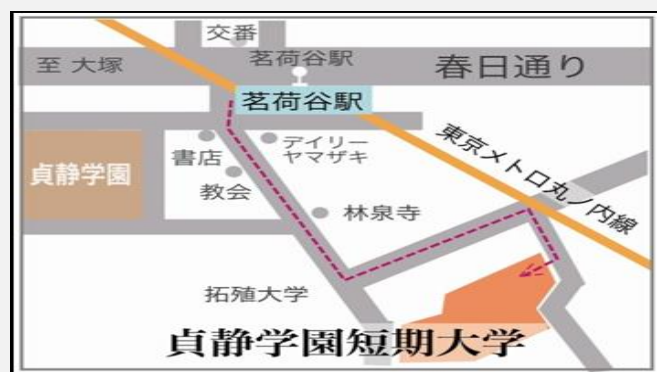 交番
至 大塚
茗荷谷駅
春日通り
茗荷谷駅
東京メトロ丸ノ内線
デイリー
ヤマザキ
書店
貞静学園
教会
林泉寺
拓殖大学
貞静学園短期大学